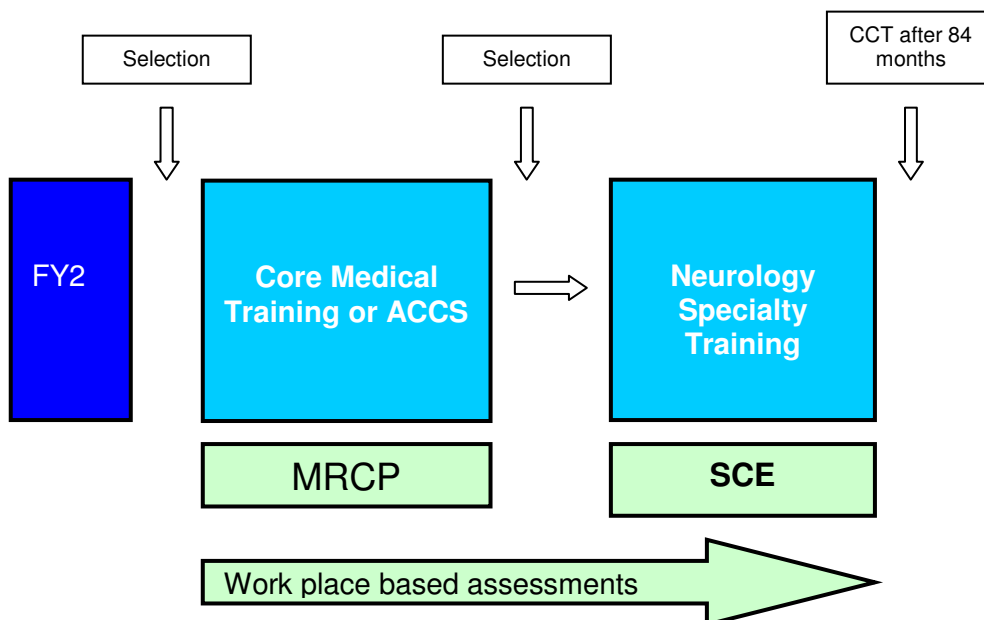 Selection
Selection
CCT after 84
months
FY2
Core Medical
Training or ACCS
Neurology
Specialty
Training
MRCP
SCE
Work place based assessments